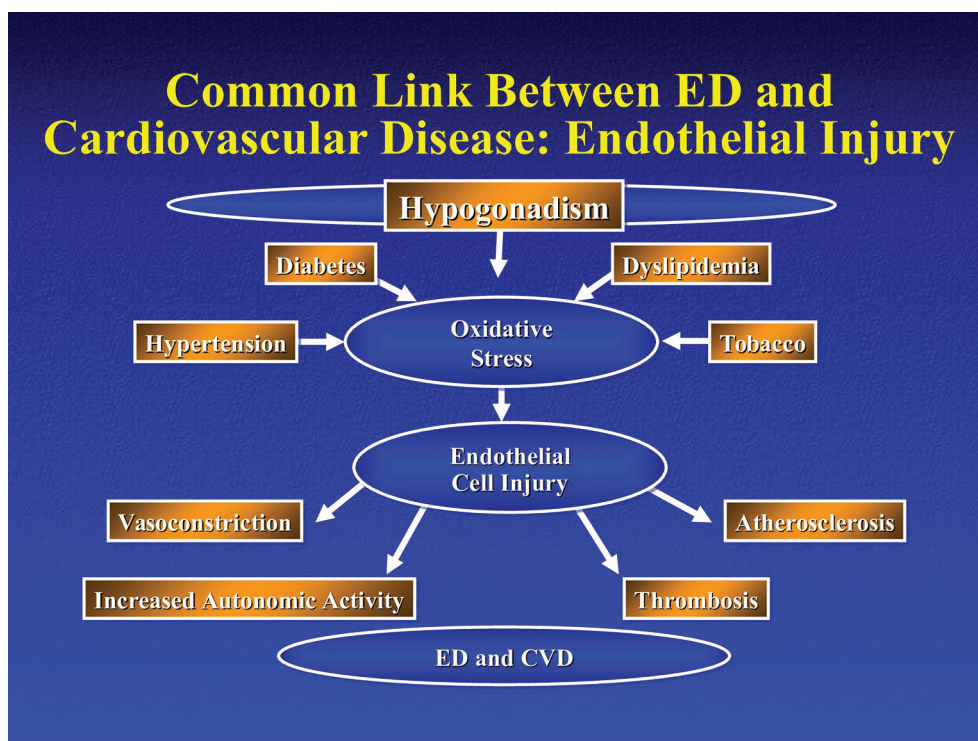 Common Link Between ED and
Cardiovascular Disease: Endothelial Injury
Hypogonadism
Diabetes
Dyslipidemia
Hypertension
Oxidative
Stress
Tobacco
Endothelial
Cell Injury
Vasoconstriction
Atherosclerosis
Increased Autonomic Activity
Thrombosis
ED and CVD